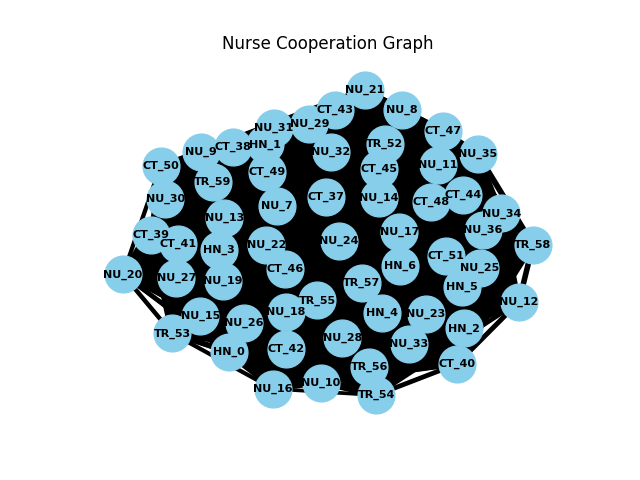 Nurse Cooperation Graph
NU_21
CT_43
NU_8
NU_29
NU_31
CT_47
HN_1
TR_52
CT_38
NU_9
NU_32
NU_35
CT_50
NU_11
CT_45
CT_49
TR_59
CT_44
CT_37
NU_14
NU_30
CT_48
NU_7
NU_34
NU_13
NU_36
NU_17
CT_39
NU_24
CT_41
NU_22
TR_58
HN_3
CT_51
HN_6
NU_25
CT_46
NU_20
NU_27
NU_19
TR_57
HN_5
TR_55
NU_12
NU_18
HN_4
NU_23
NU_15
NU_26
HN_2
TR_53
NU_28
NU_33
CT_42
HN_0
CT_40
TR_56
NU_10
NU_16
TR_54